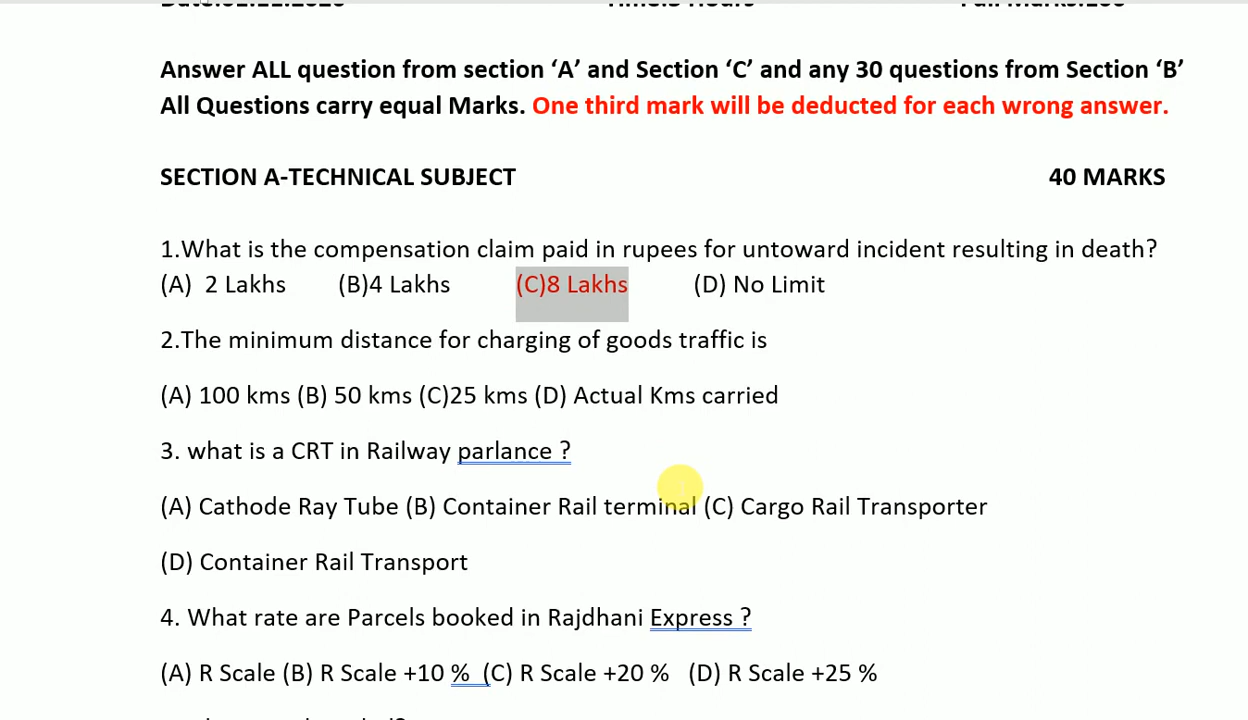 Answer ALL question from section ‘A’ and Section ‘C’ and any 30 questions from Section ‘B’
All Questions carry equal Marks. One third mark will be deducted for each wrong answer.
SECTION A-TECHNICAL SUBJECT 40 MARKS
1.What is the compensation claim paid in rupees for untoward incident resulting in death?
(A) 2 Lakhs (B)4 Lakhs (C)8 Lakhs (D) No Limit
2.The minimum distance for charging of goods traffic is
(A) 100 kms (B) 50 kms (C)25 kms (D) Actual Kms carried
3. what is a CRT in Railway parlance ?
(A) Cathode Ray Tube (B) Container Rail terminal (C) Cargo Rail Transporter
(D) Container Rail Transport
4. What rate are Parcels booked in Rajdhani Express ?
(A) R Scale (B) R Scale +10 % (C) R Scale +20 % (D) R Scale +25 %